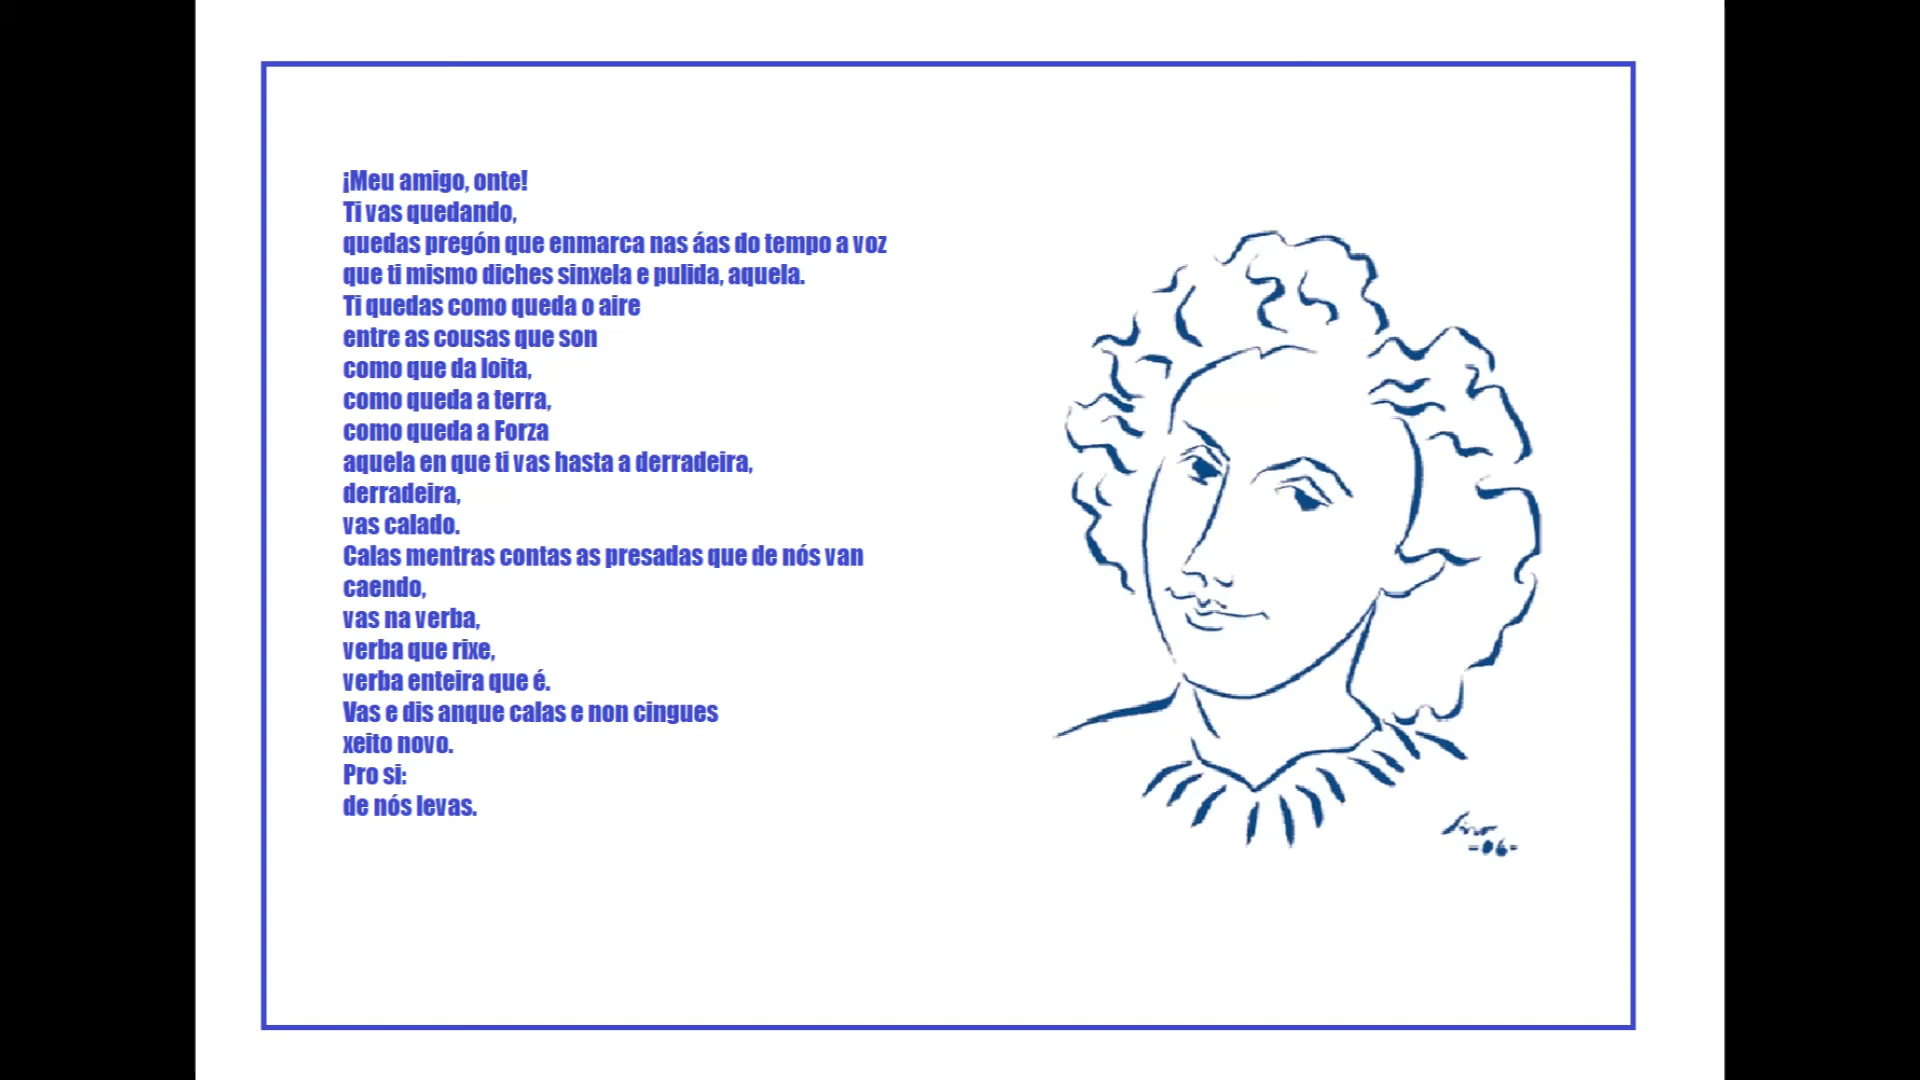 ¡Meu amigo, onte!
Ti vas quedando,
quedas pregón que enmarca nas áas do tempo a voz
que ti mismo diches sinxela e pulida, aquela.
Ti quedas como queda o aire
entre as cousas que son
como que da loita,
como queda a terra,
como queda a Forza
aquela en que ti vas hasta a derradeira,
derradeira,
vas calado.
Calas mentras contas as presadas que de nós van
caendo,
vas na verba,
verba que rixe,
verba enteira que é.
Vas e dis anque calas e non cingues
xeito novo.
Pro si:
de nós levas.
-06-